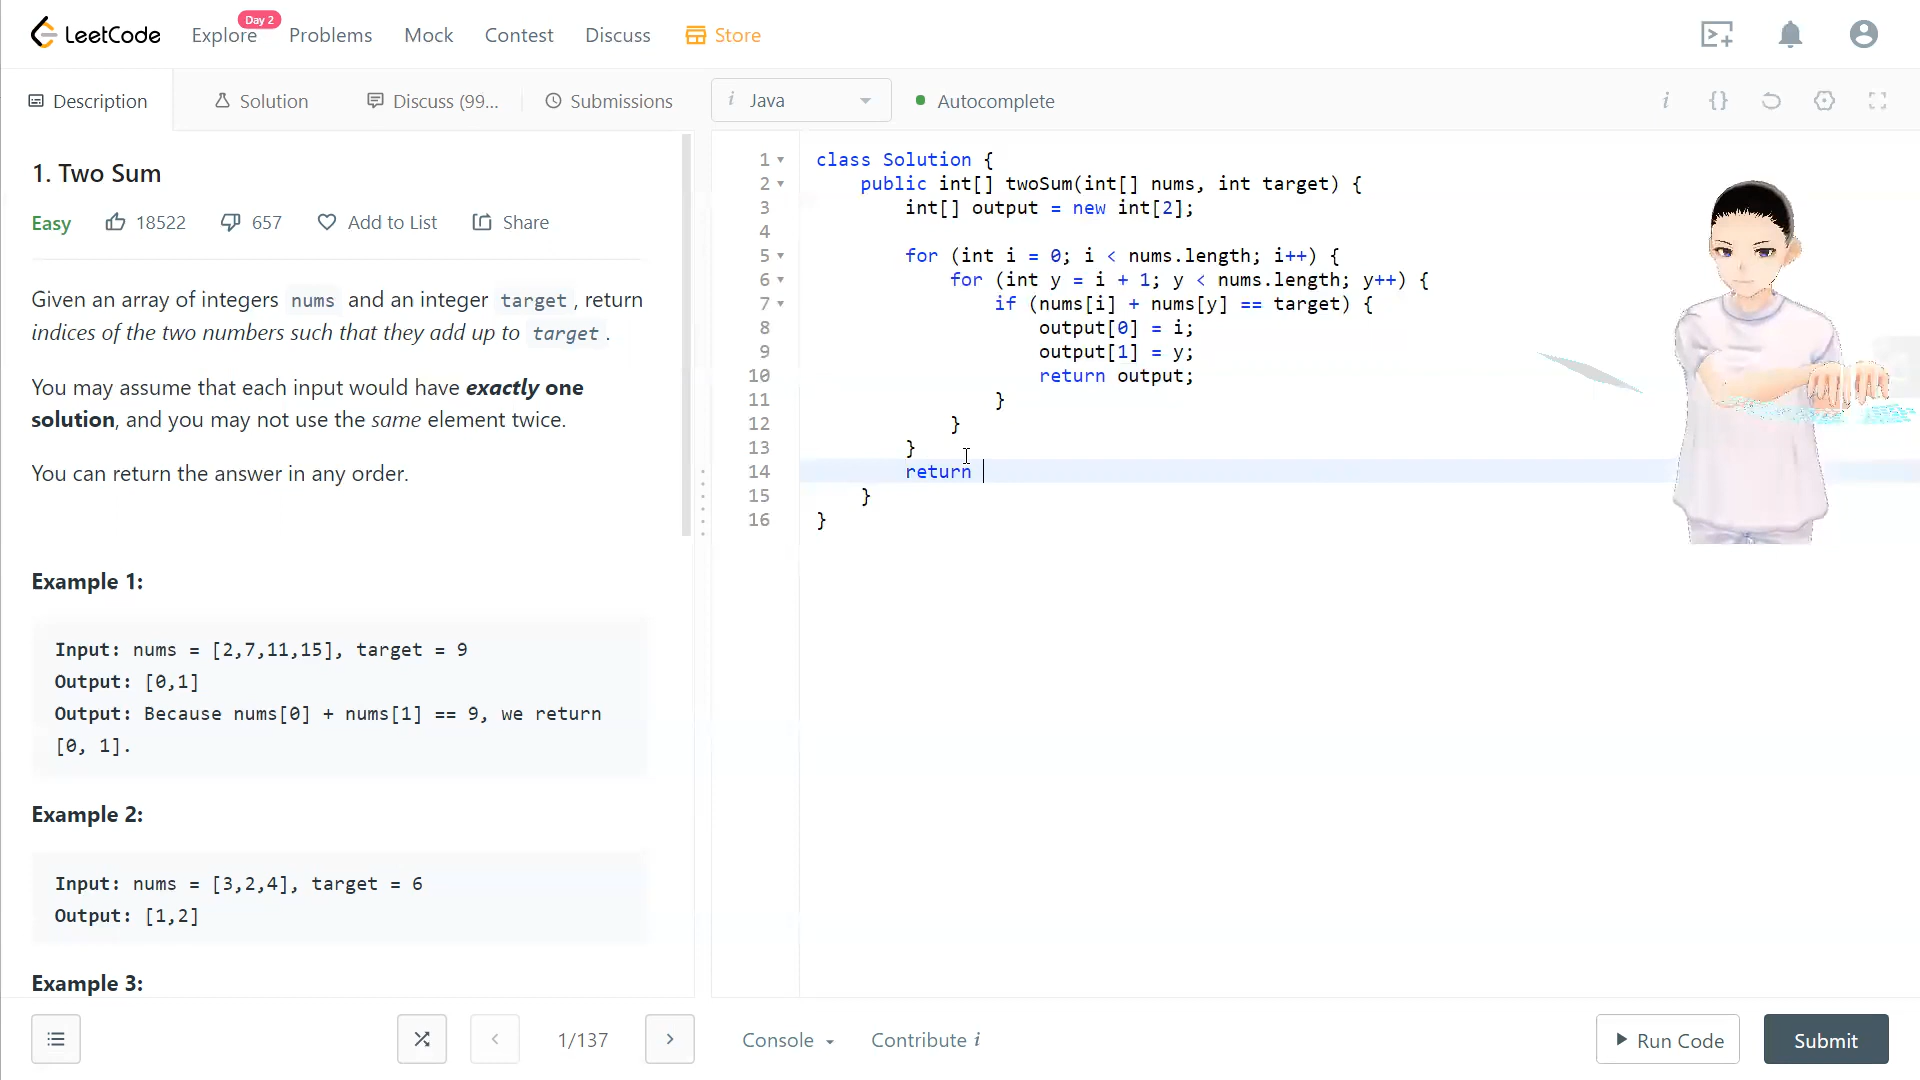 LeetCode Explore Day 2 Problems Mock Contest Discuss Store
Description Solution Discuss (99... Submissions
i Java Autocomplete i {}
1. Two Sum
Easy 18522 657 Add to List Share
Given an array of integers nums and an integer target, return
indices of the two numbers such that they add up to target.
You may assume that each input would have exactly one
solution, and you may not use the same element twice.
You can return the answer in any order.
Example 1:
Input: nums = [2,7,11,15], target = 9
Output: [0,1]
Output: Because nums[0] + nums[1] == 9, we return
[0, 1].
Example 2:
Input: nums = [3,2,4], target = 6
Output: [1,2]
Example 3:
1 class Solution {
2 public int[] twoSum(int[] nums, int target) {
3 int[] output = new int[2];
4
5 for (int i = 0; i < nums.length; i++) {
6 for (int y = i + 1; y < nums.length; y++) {
7 if (nums[i] + nums[y] == target) {
8 output[0] = i;
9 output[1] = y;
10 return output;
11 }
12 }
13 }
14 return
15 }
16 }
< 1/137 > Console Contribute i Run Code Submit